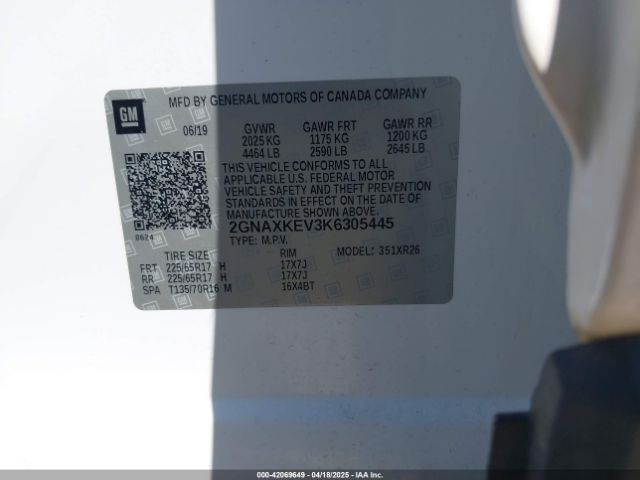 GM
MFD BY GENERAL MOTORS OF CANADA COMPANY
06/19 GVWR GAWR FRT GAWR RR
2025 KG 1175 KG 1200 KG
4464 LB 2590 LB 2645 LB
THIS VEHICLE CONFORMS TO ALL
APPLICABLE U.S. FEDERAL MOTOR
VEHICLE SAFETY AND THEFT PREVENTION
STANDARDS IN EFFECT ON THE DATE OF
MANUFACTURE SHOWN ABOVE.
0624 2GNAXKEV3K6305445
TYPE: M.P.V. MODEL: 351XR26
TIRE SIZE RIM
FRT 225/65R17 H 17X7J
RR 225/65R17 H 17X7J
SPA T135/70R16 M 16X4BT
000-42069649 04/18/2025 IAAI.COM